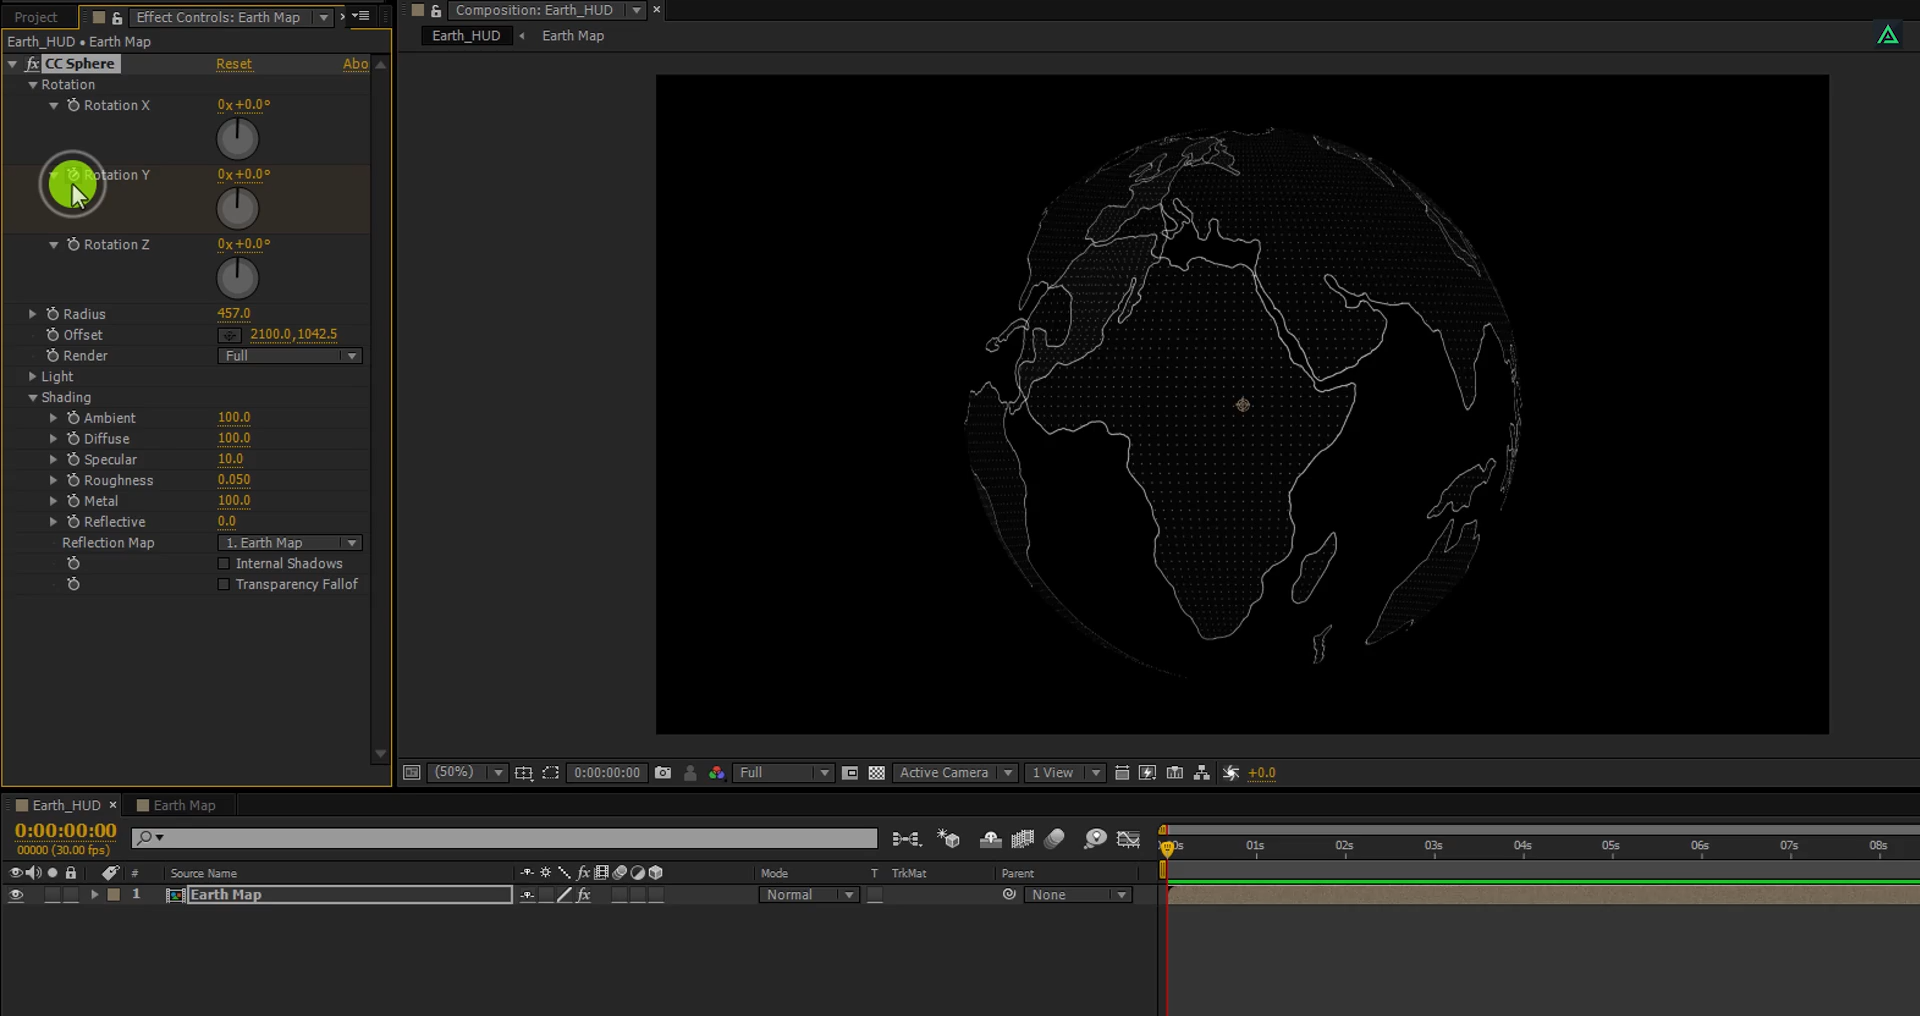 Project
Effect Controls: Earth Map
Composition: Earth_HUD
Earth_HUD • Earth Map
Earth_HUD
Earth Map
fx CC Sphere Reset Abo
Rotation
Rotation X 0x+0.0°
Rotation Y 0x+0.0°
Rotation Z 0x+0.0°
Radius 457.0
Offset 2100.0,1042.5
Render Full
Light
Shading
Ambient 100.0
Diffuse 100.0
Specular 10.0
Roughness 0.050
Metal 100.0
Reflective 0.0
Reflection Map 1. Earth Map
Internal Shadows
Transparency Fallof
(50%) 0:00:00:00 Full Active Camera 1 View +0.0
Earth_HUD × Earth Map
0:00:00:00
00000 (30.00 fps)
0s 01s 02s 03s 04s 05s 06s 07s 08s
# Source Name fx Mode T TrkMat Parent
1 Earth Map fx Normal None